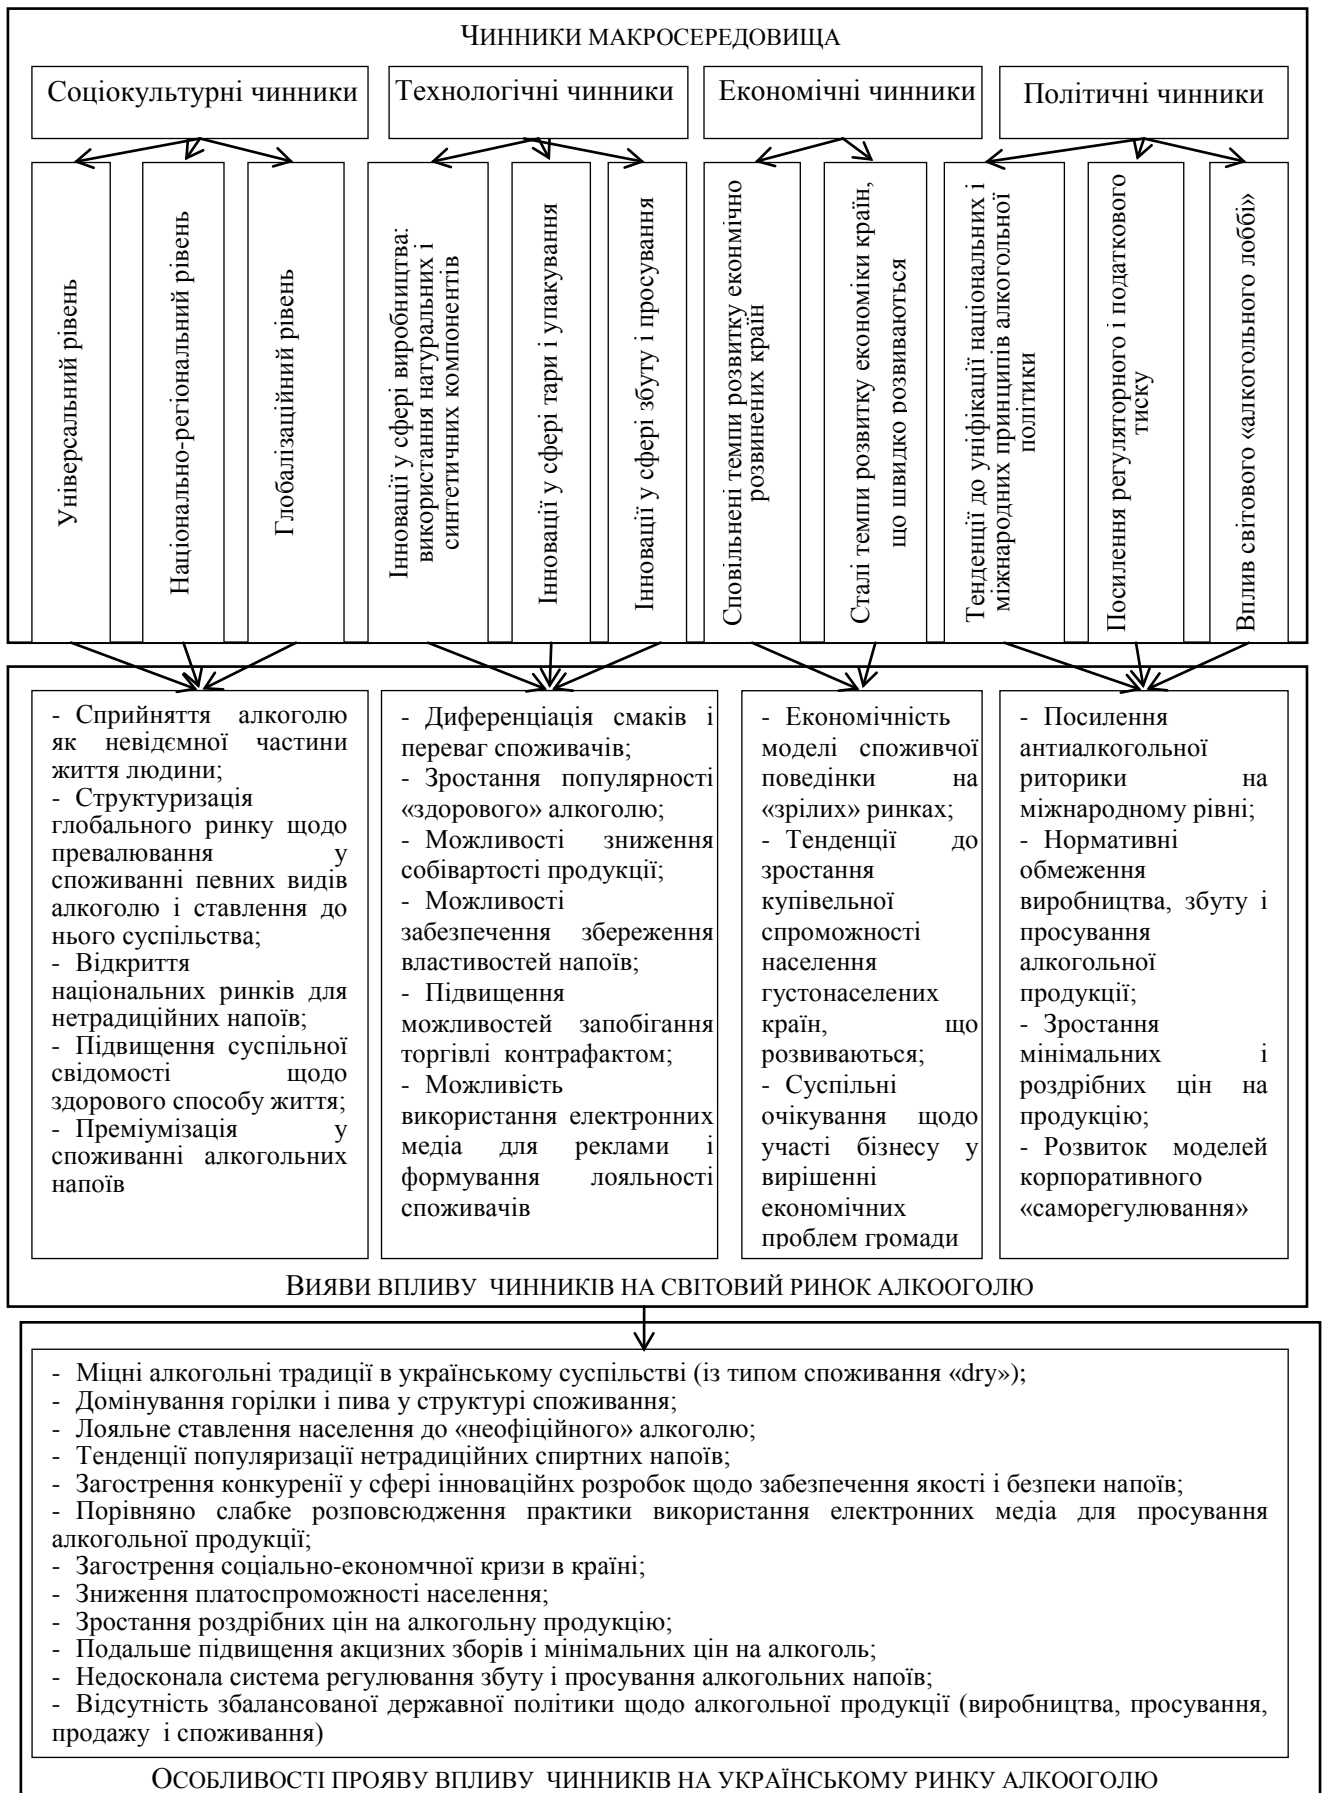 ЧИННИКИ МАКРОСЕРЕДОВИЩА
Соціокультурні чинники
Технологічні чинники
Економічні чинники
Політичні чинники
Універсальний рівень
Національно-регіональний рівень
Глобалізаційний рівень
Інновації у сфері виробництва:
використання натуральних і
синтетичних компонентів
Інновації у сфері тари і упакування
Інновації у сфері збуту і просування
Сповільнені темпи розвитку еконмічно
розвинених країн
Сталі темпи розвитку економіки країн,
що швидко розвиваються
Тенденції до уніфікації національних і
міжнародних принципів алкогольної
політики
Посилення регуляторного і податкового
тиску
Вплив світового «алкогольного лоббі»
- Сприйняття алкоголю
як невідємної частини
життя людини;
- Структуризація
глобального ринку щодо
превалювання у
споживанні певних видів
алкоголю і ставлення до
нього суспільства;
- Відкриття
національних ринків для
нетрадиційних напоїв;
- Підвищення суспільної
свідомості щодо
здорового способу життя;
- Преміумізація у
споживанні алкогольних
напоїв
- Диференціація смаків і
переваг споживачів;
- Зростання популярності
«здорового» алкоголю;
- Можливості зниження
собівартості продукції;
- Можливості
забезпечення збереження
властивостей напоїв;
- Підвищення
можливостей запобігання
торгівлі контрафактом;
- Можливість
використання електронних
медіа для реклами і
формування лояльності
споживачів
- Економічність
моделі споживчої
поведінки на
«зрілих» ринках;
- Тенденції до
зростання
купівельної
спроможності
населення
густонаселених
країн, що
розвиваються;
- Суспільні
очікування щодо
участі бізнесу у
вирішенні
економічних
проблем громади
- Посилення
антиалкогольної
риторики на
міжнародному рівні;
- Нормативні
обмеження
виробництва, збуту і
просування
алкогольної
продукції;
- Зростання
мінімальних і
роздрібних цін на
продукцію;
- Розвиток моделей
корпоративного
«саморегулювання»
ВИЯВИ ВПЛИВУ ЧИННИКІВ НА СВІТОВИЙ РИНОК АЛКООГОЛЮ
- Міцні алкогольні традиції в українському суспільстві (із типом споживання «dry»);
- Домінування горілки і пива у структурі споживання;
- Лояльне ставлення населення до «неофіційного» алкоголю;
- Тенденції популяризації нетрадиційних спиртних напоїв;
- Загострення конкуренії у сфері інноваційнх розробок щодо забезпечення якості і безпеки напоїв;
- Порівняно слабке розповсюдження практики використання електронних медіа для просування
алкогольної продукції;
- Загострення соціально-економчної кризи в країні;
- Зниження платоспроможності населення;
- Зростання роздрібних цін на алкогольну продукцію;
- Подальше підвищення акцизних зборів і мінімальних цін на алкоголь;
- Недосконала система регулювання збуту і просування алкогольних напоїв;
- Відсутність збалансованої державної політики щодо алкогольної продукції (виробництва, просування,
продажу і споживання)
ОСОБЛИВОСТІ ПРОЯВУ ВПЛИВУ ЧИННИКІВ НА УКРАЇНСЬКОМУ РИНКУ АЛКООГОЛЮ